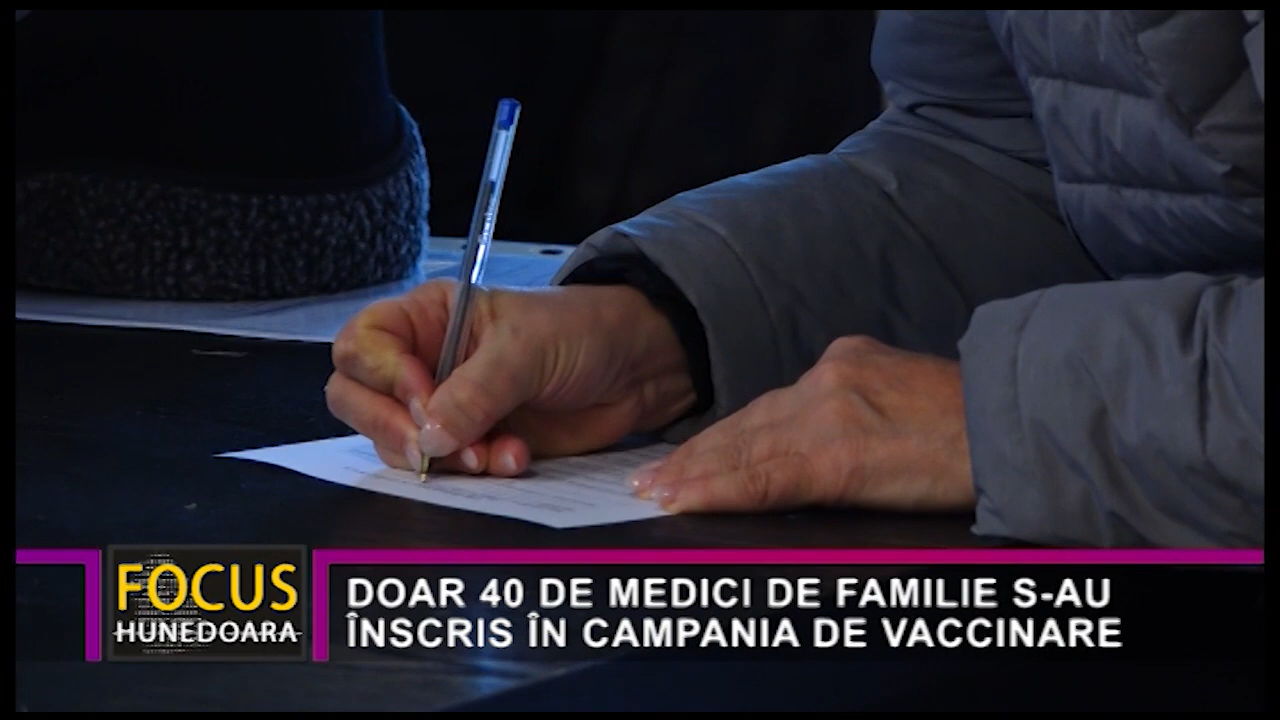 FOCUS
HUNEDOARA
DOAR 40 DE MEDICI DE FAMILIE S-AU
ÎNSCRIS ÎN CAMPANIA DE VACCINARE